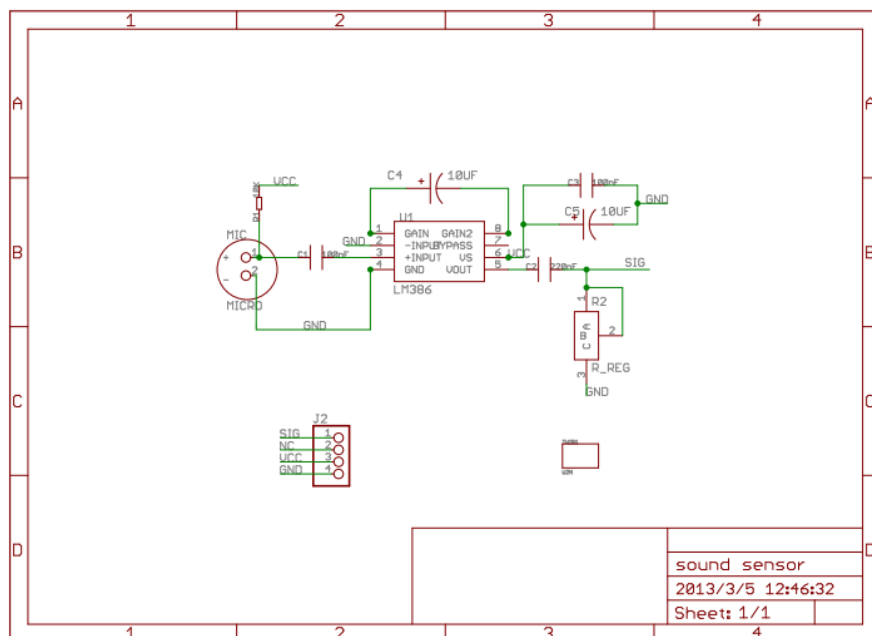 1 2 3 4
A A
C4 10UF
C3 100nF
VCC
10K
R1
GND
C5 10UF
U1
MIC
1 GAIN GAIN2 8
GND 2 -INPUT BYPASS 7
+ 1 C1 100nF 3 +INPUT VS 6 VCC
- 2 4 GND VOUT 5 C2 220nF SIG
B B
MICRO
LM386
GND
1 R2
A
B 2
C
R_REG
3
GND
C C
J2
SIG 1
NC 2
VCC 3
GND 4
D D
sound sensor
2013/3/5 12:46:32
Sheet: 1/1
1 2 3 4